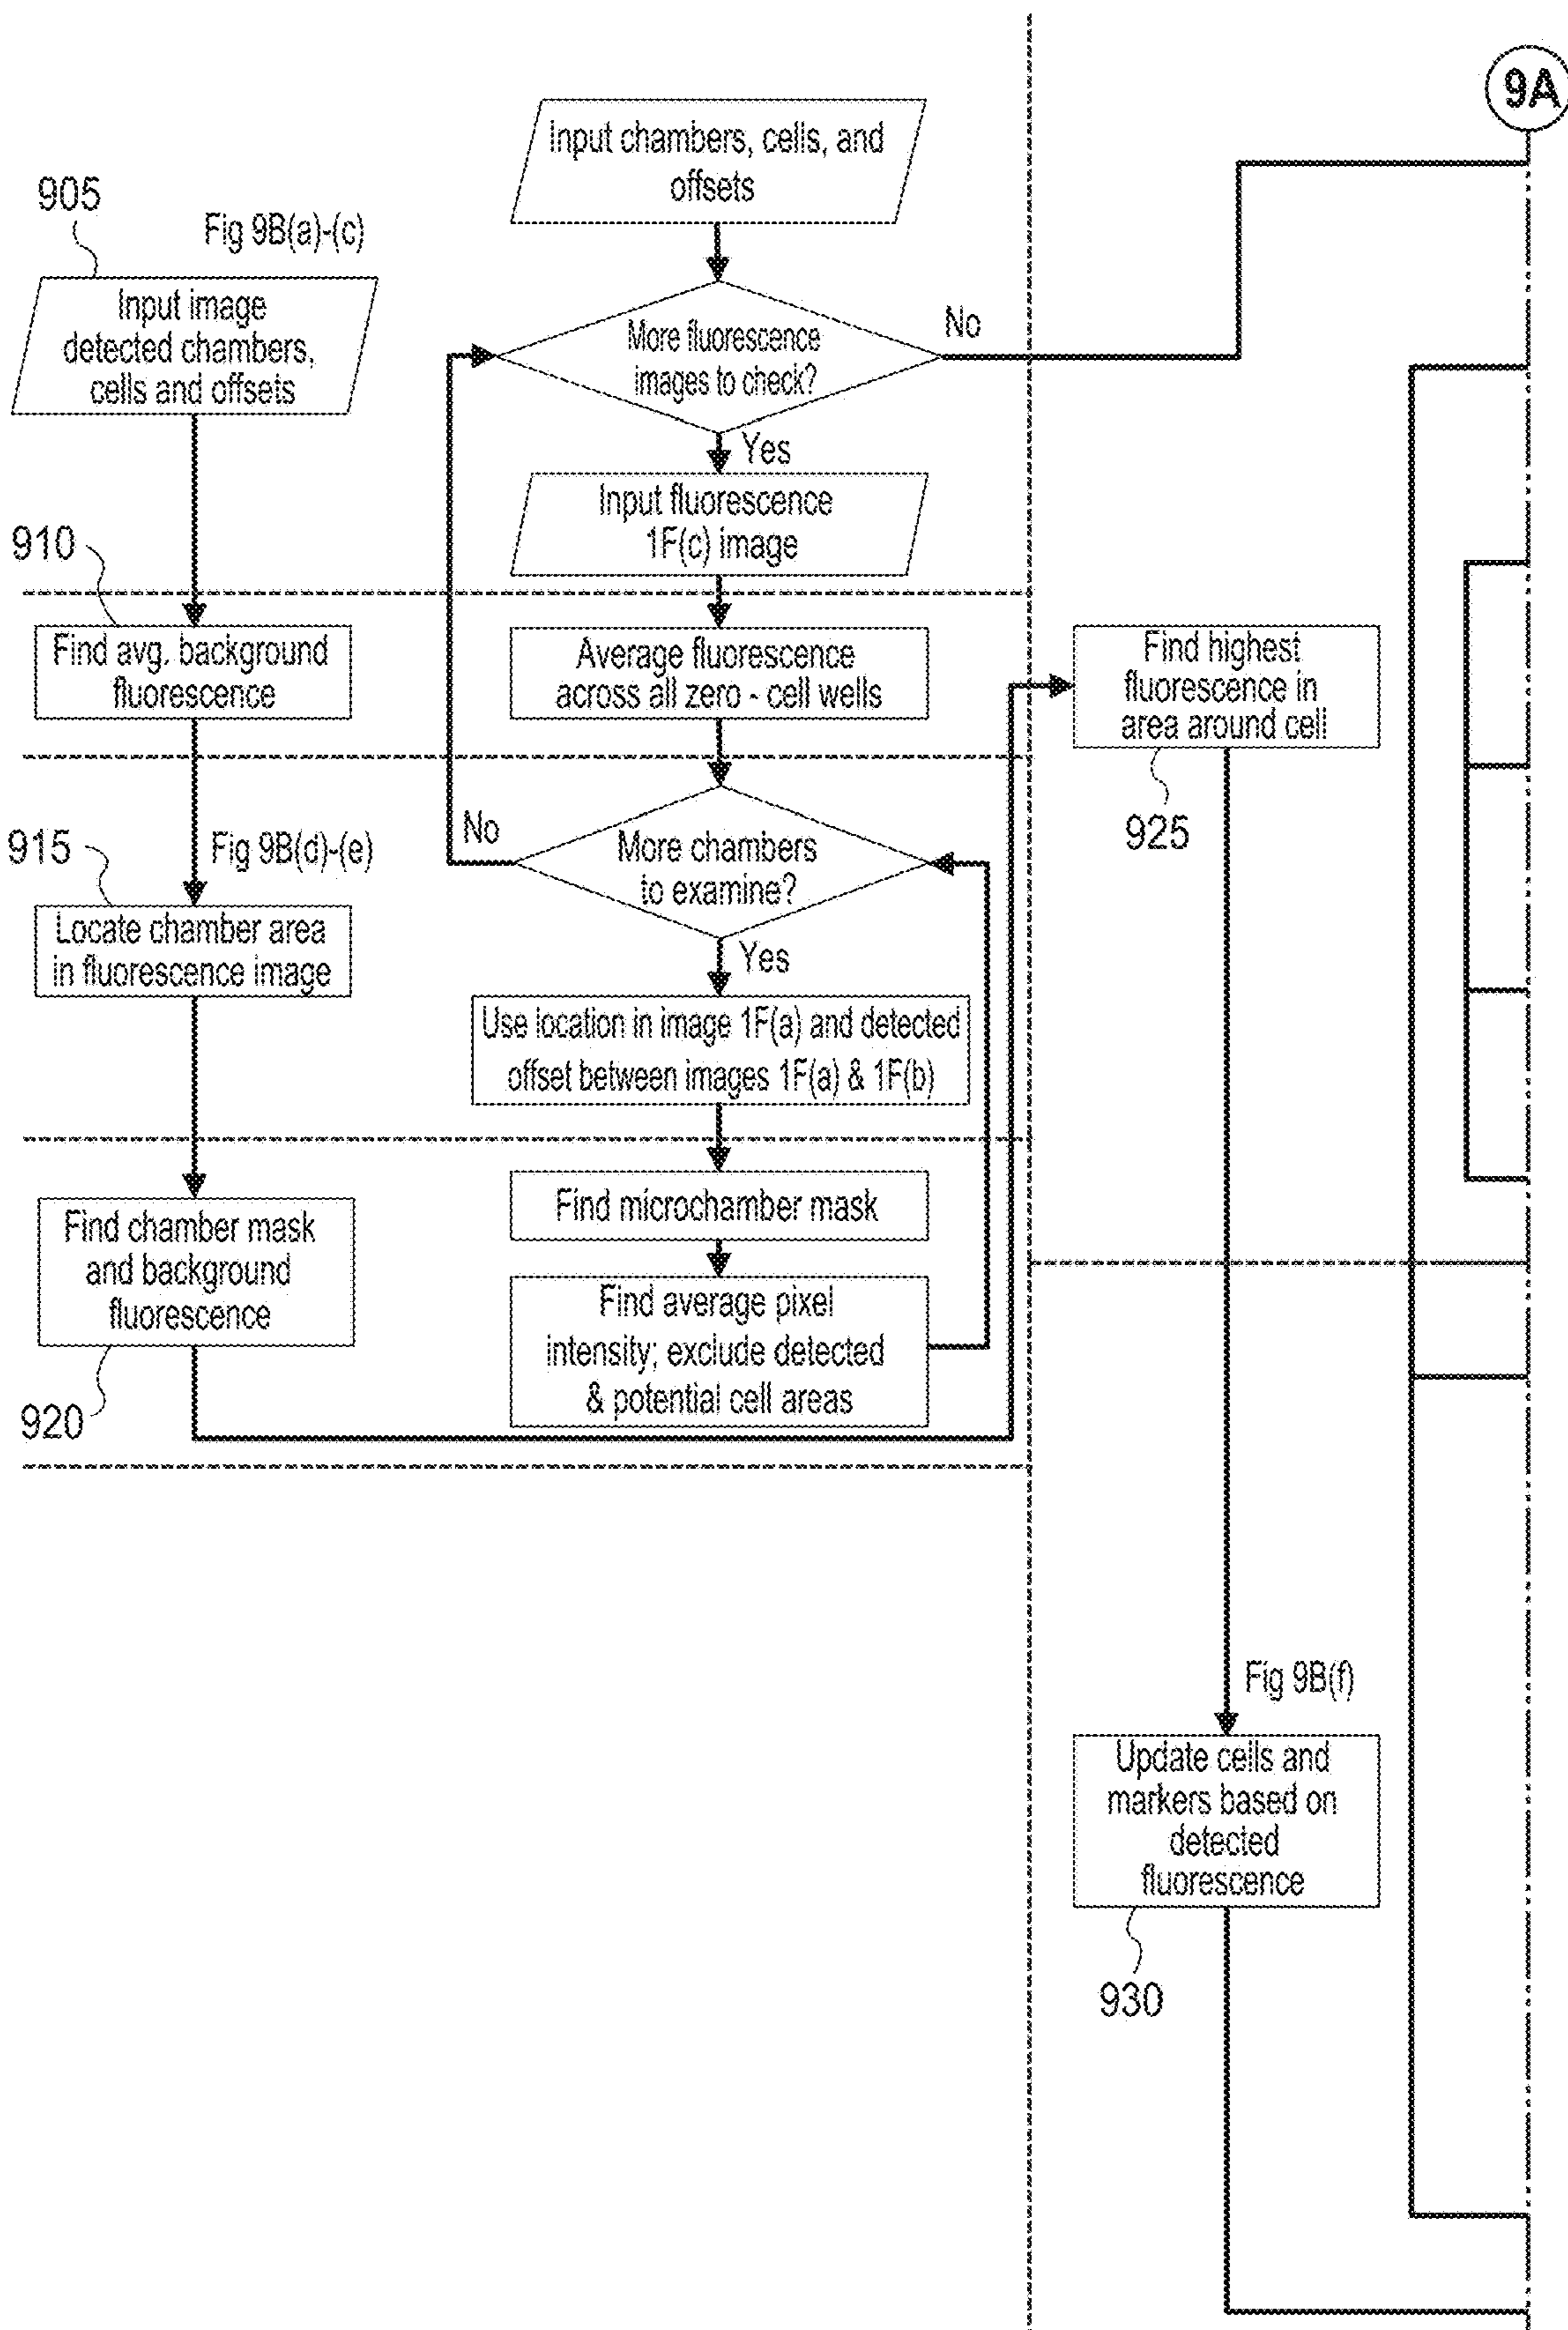 9A
Input chambers, cells, and
offsets
905
Fig 9B(a)-(c)
Input image
detected chambers,
cells and offsets
More fluorescence
images to check?
No
Yes
Input fluorescence
1F(c) image
910
Find avg. background
fluorescence
Average fluorescence
across all zero - cell wells
Find highest
fluorescence in
area around cell
925
915
Fig 9B(d)-(e)
No
More chambers
to examine?
Yes
Locate chamber area
in fluorescence image
Use location in image 1F(a) and detected
offset between images 1F(a) & 1F(b)
Find chamber mask
and background
fluorescence
920
Find microchamber mask
Find average pixel
intensity; exclude detected
& potential cell areas
Fig 9B(f)
Update cells and
markers based on
detected
fluorescence
930